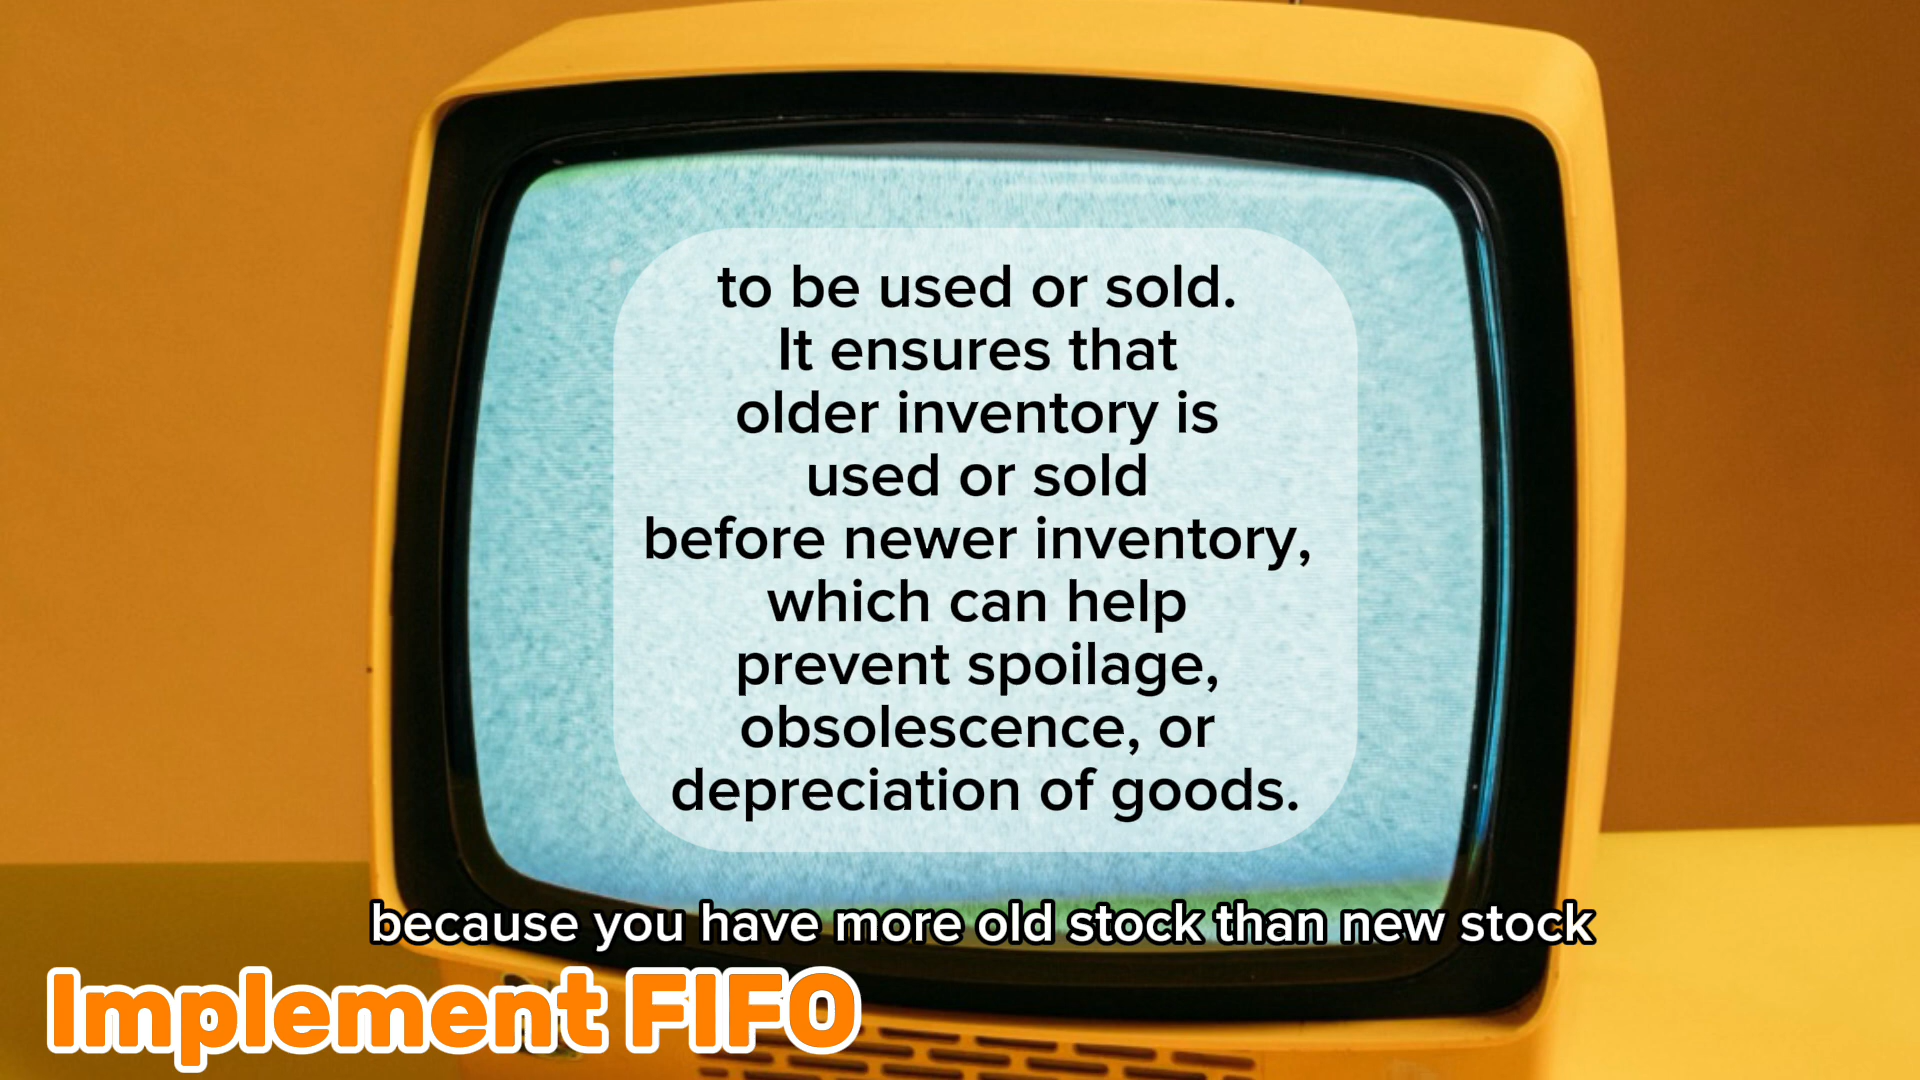 to be used or sold.
It ensures that
older inventory is
used or sold
before newer inventory,
which can help
prevent spoilage,
obsolescence, or
depreciation of goods.
because you have more old stock than new stock
Implement FIFO